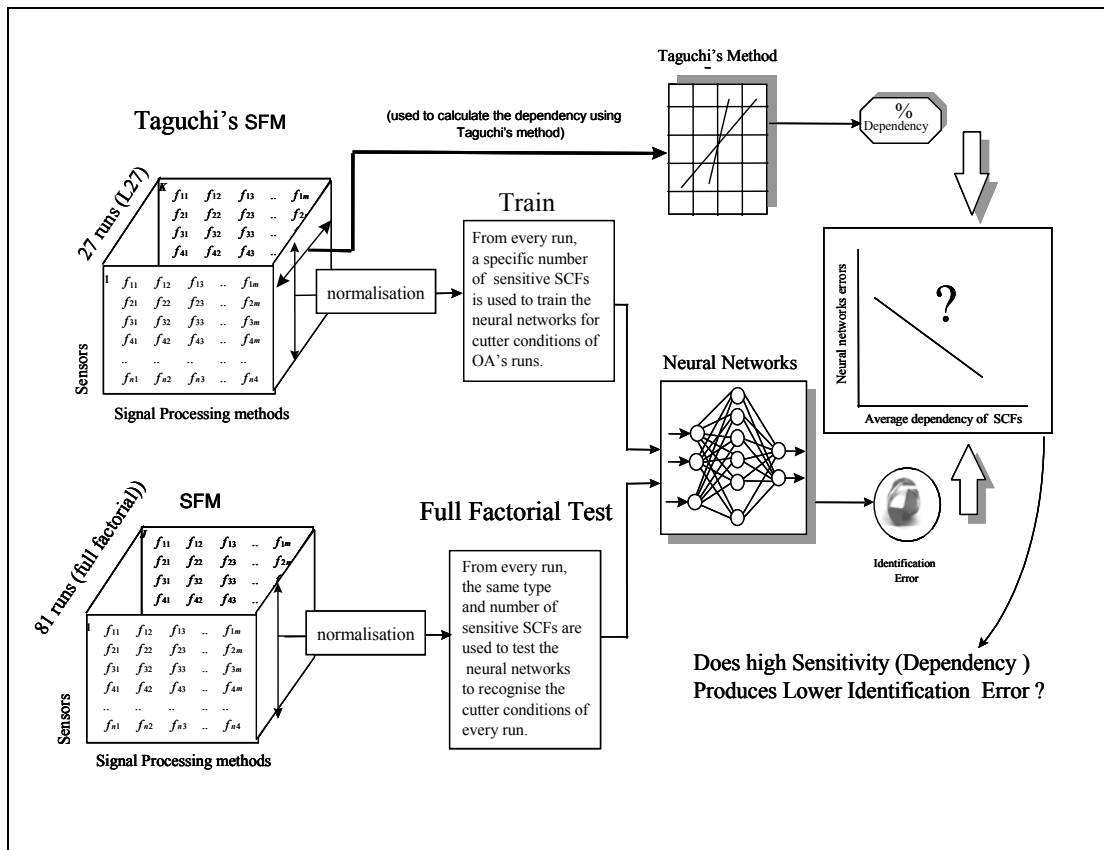 Taguchi's Method
Taguchi's SFM
(used to calculate the dependency using
Taguchi's method)
%
Dependency
27 runs (L27)
K
f11 f12 f13 .. f1m
f21 f22 f23 ..
f31 f32 f33 ..
f41 f42 f43 ..
1
f11 f12 f13 .. f1m
f21 f22 f23 .. f2m
f31 f32 f33 .. f3m
f41 f42 f43 .. f4m
.. .. .. ..
fn1 fn2 fn3 .. fn4
Sensors
Signal Processing methods
normalisation
Train
From every run,
a specific number
of sensitive SCFs
is used to train the
neural networks for
cutter conditions of
OA's runs.
Neural Networks
Neural networks errors
?
Average dependency of SCFs
Identification
Error
SFM
81 runs (full factorial))
J
f11 f12 f13 .. f1m
f21 f22 f23 ..
f31 f32 f33 ..
f41 f42 f43 ..
f11 f12 f13 .. f1m
f21 f22 f23 .. f2m
f31 f32 f33 .. f3m
f41 f42 f43 .. f4m
.. .. .. ..
fn1 fn2 fn3 .. fn4
Sensors
Signal Processing methods
normalisation
Full Factorial Test
From every run,
the same type
and number of
sensitive SCFs are
used to test the
neural networks
to recognise the
cutter conditions of
every run.
Does high Sensitivity (Dependency )
Produces Lower Identification Error ?